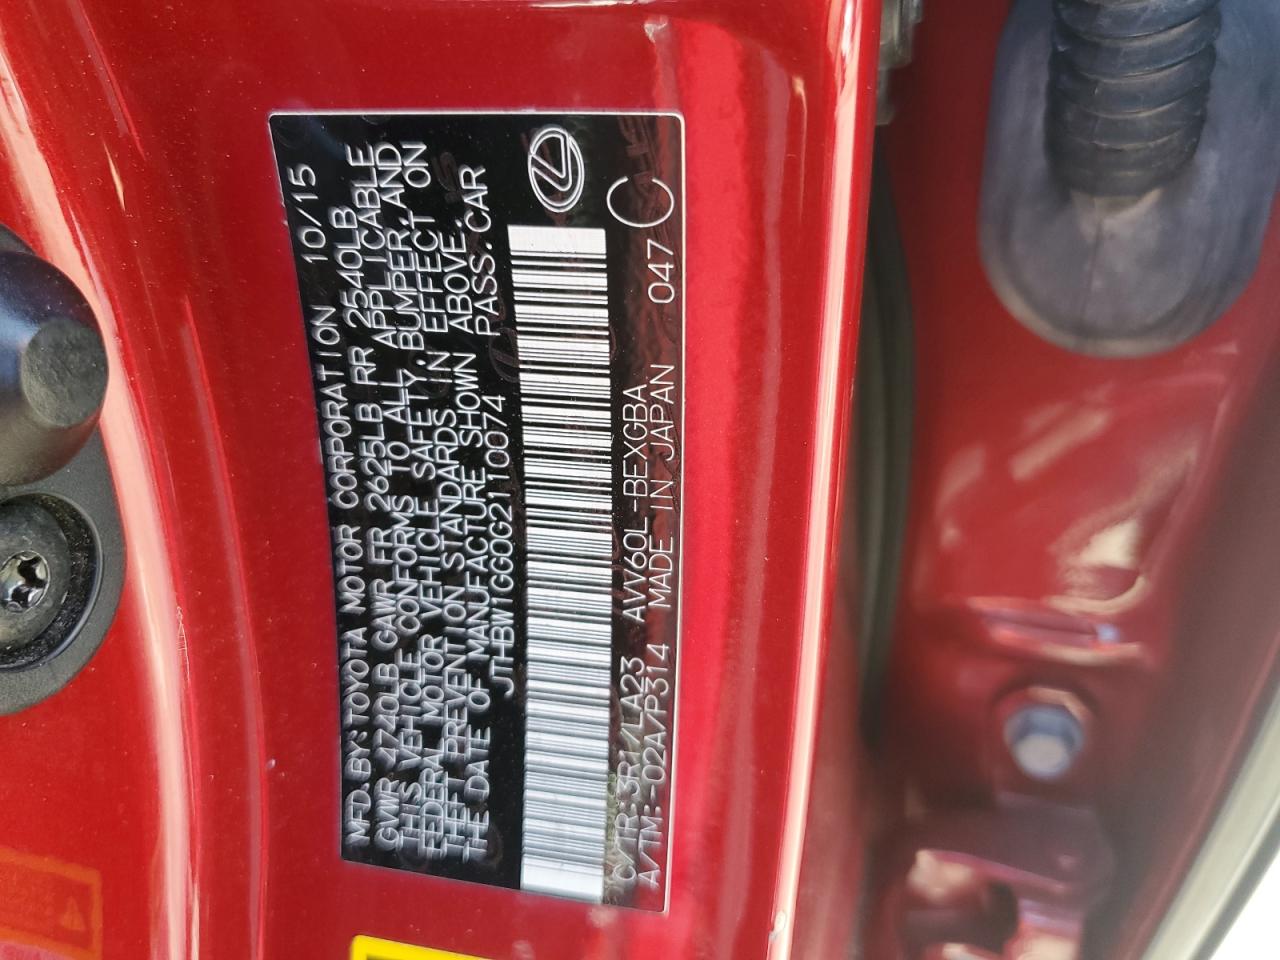 MFD. BY: TOYOTA MOTOR CORPORATION 10/15
GVWR 4740LB GAWR FR 2625LB RR 2540LB
THIS VEHICLE CONFORMS TO ALL APPLICABLE
FEDERAL MOTOR VEHICLE SAFETY, BUMPER, AND
THEFT PREVENTION STANDARDS IN EFFECT ON
THE DATE OF MANUFACTURE SHOWN ABOVE.
JTHBW1GG0G2110074 PASS. CAR
C/TR: 3R1/LA23 AVV60L-BEXGBA C
A/TM: -02A/P314 MADE IN JAPAN 047